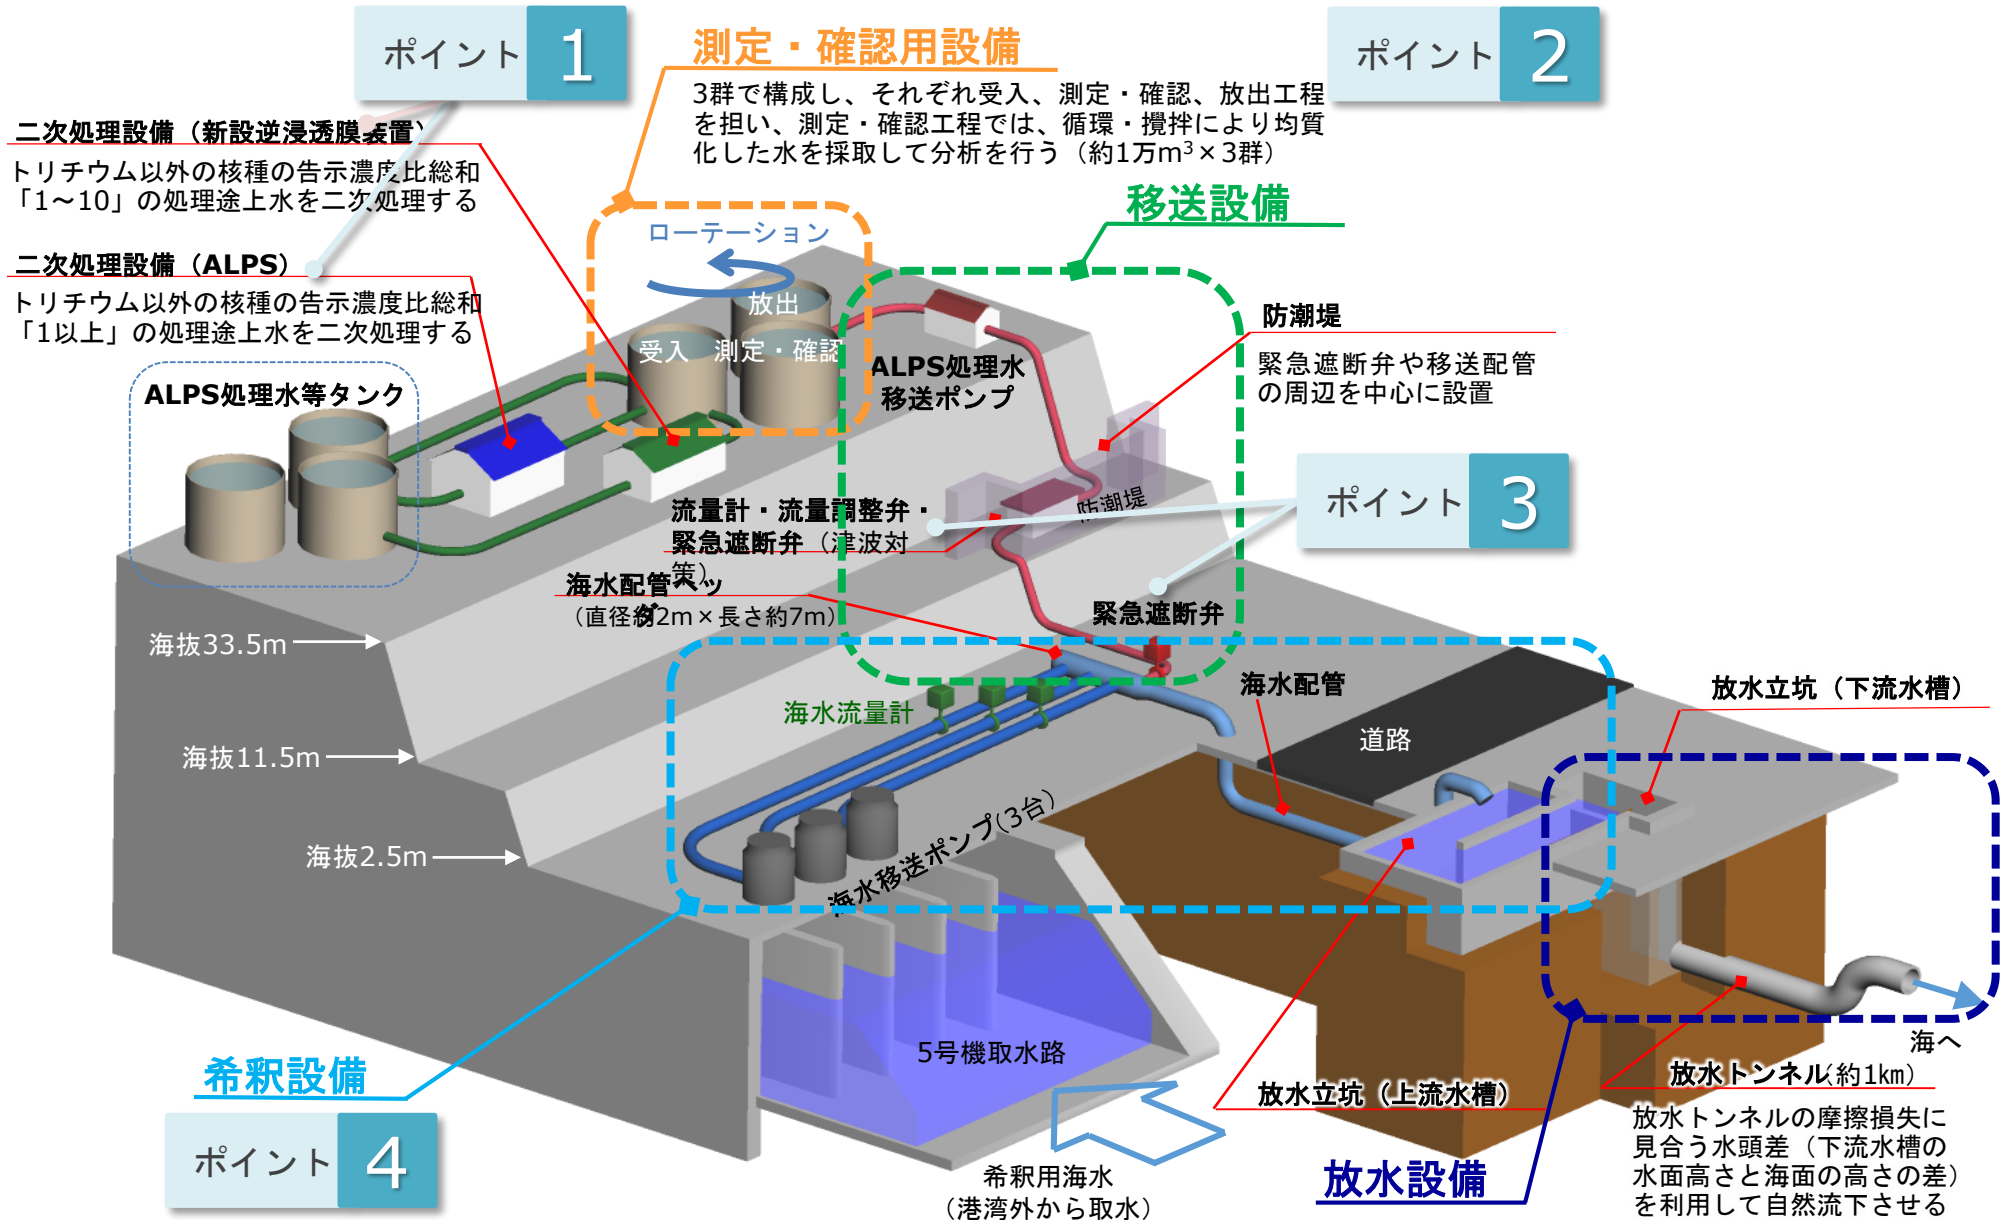 ポイント 1
測定・確認用設備
3群で構成し、それぞれ受入、測定・確認、放出工程
を担い、測定・確認工程では、循環・攪拌により均質
化した水を採取して分析を行う（約1万m³×3群）
ポイント 2
二次処理設備（新設逆浸透膜装置）
トリチウム以外の核種の告示濃度比総和
「1～10」の処理途上水を二次処理する
二次処理設備（ALPS）
トリチウム以外の核種の告示濃度比総和
「1以上」の処理途上水を二次処理する
移送設備
ローテーション
放出
受入
測定・確認
ALPS処理水等タンク
ALPS処理水
移送ポンプ
防潮堤
緊急遮断弁や移送配管
の周辺を中心に設置
ポイント 3
防潮堤
流量計・流量調整弁・
緊急遮断弁（津波対
策）
海水配管ヘッ
ダ
（直径約2m×長さ約7m）
緊急遮断弁
海抜33.5m
海抜11.5m
海抜2.5m
海水流量計
海水配管
道路
放水立坑（下流水槽）
海水移送ポンプ(3台)
5号機取水路
希釈設備
ポイント 4
希釈用海水
（港湾外から取水）
放水立坑（上流水槽）
放水設備
海へ
放水トンネル(約1km)
放水トンネルの摩擦損失に
見合う水頭差（下流水槽の
水面高さと海面の高さの差）
を利用して自然流下させる